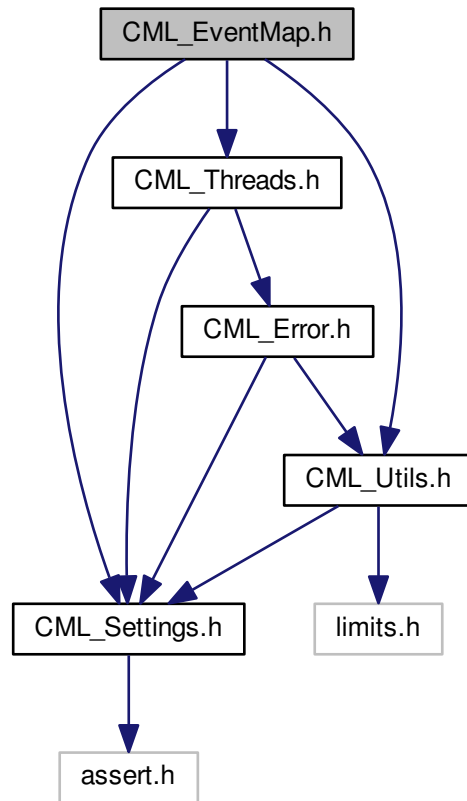 CML_EventMap.h
CML_Threads.h
CML_Error.h
CML_Utils.h
CML_Settings.h
limits.h
assert.h